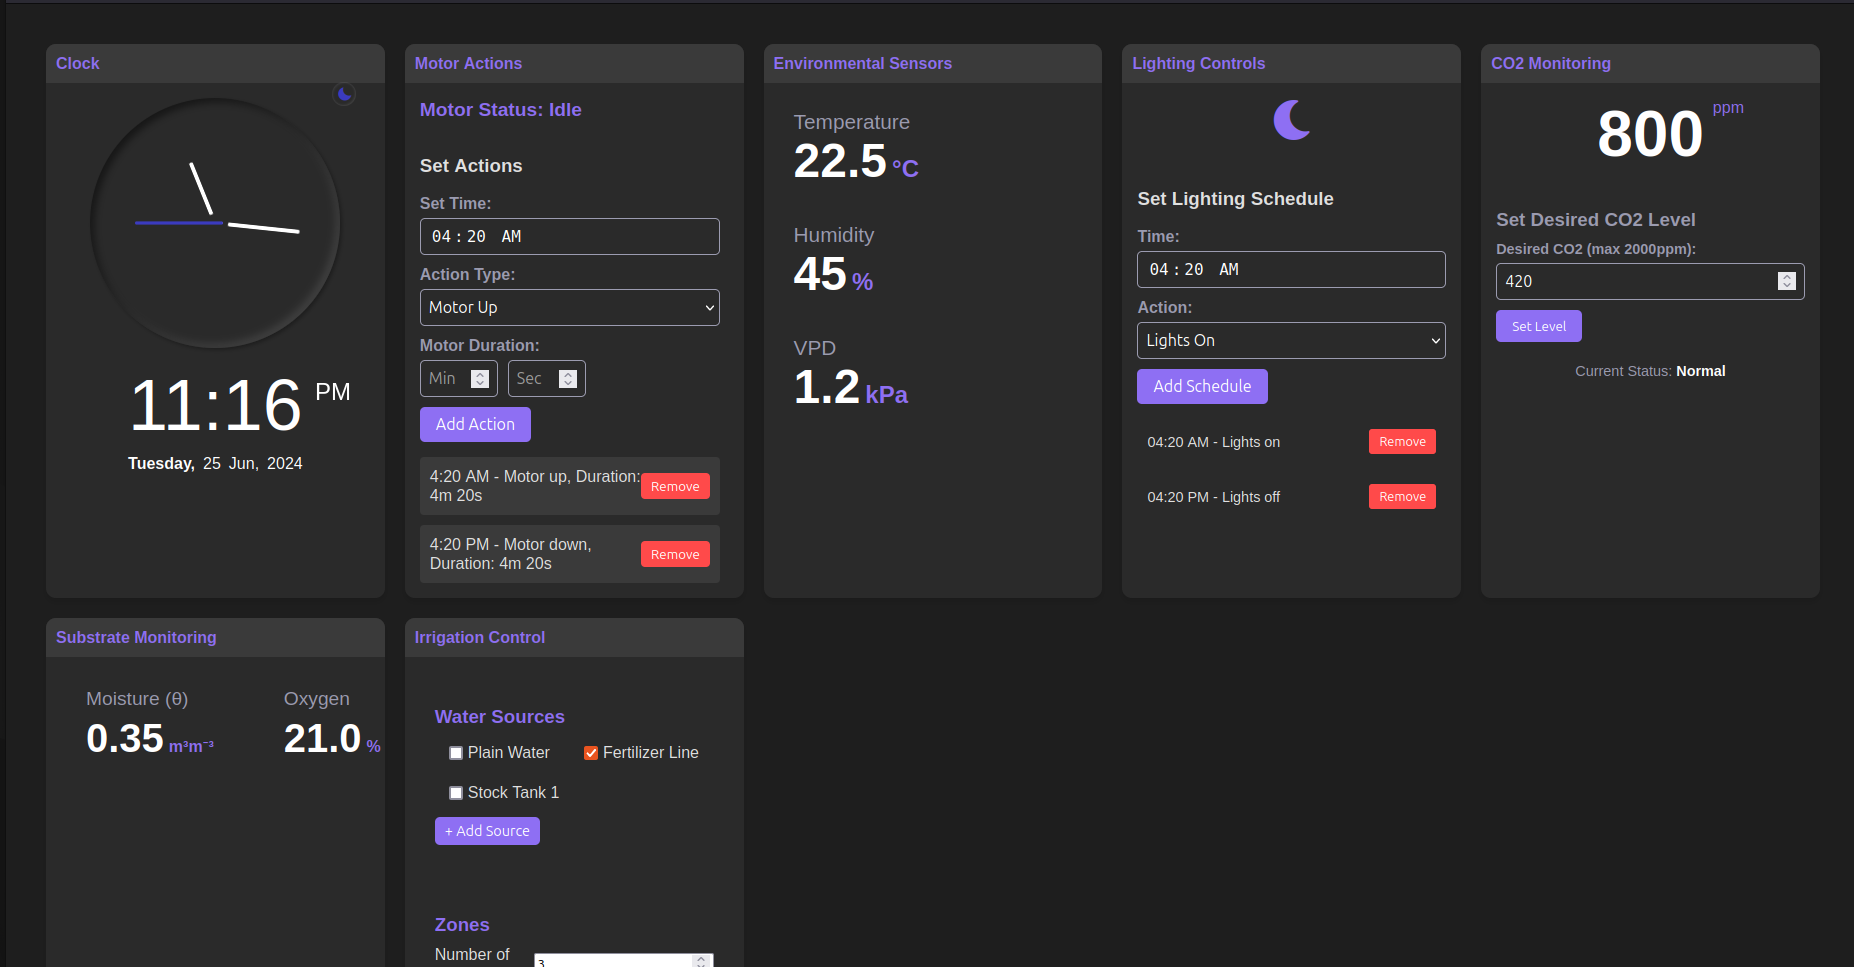 Clock
11:16 PM
Tuesday, 25 Jun, 2024
Motor Actions
Motor Status: Idle
Set Actions
Set Time:
04:20 AM
Action Type:
Motor Up
Motor Duration:
Min Sec
Add Action
4:20 AM - Motor up, Duration:
4m 20s
Remove
4:20 PM - Motor down,
Duration: 4m 20s
Remove
Environmental Sensors
Temperature
22.5 °C
Humidity
45 %
VPD
1.2 kPa
Lighting Controls
Set Lighting Schedule
Time:
04:20 AM
Action:
Lights On
Add Schedule
04:20 AM - Lights on Remove
04:20 PM - Lights off Remove
CO2 Monitoring
800 ppm
Set Desired CO2 Level
Desired CO2 (max 2000ppm):
420
Set Level
Current Status: Normal
Substrate Monitoring
Moisture (θ) Oxygen
0.35 m³m⁻³ 21.0 %
Irrigation Control
Water Sources
Plain Water Fertilizer Line
Stock Tank 1
+ Add Source
Zones
Number of
3